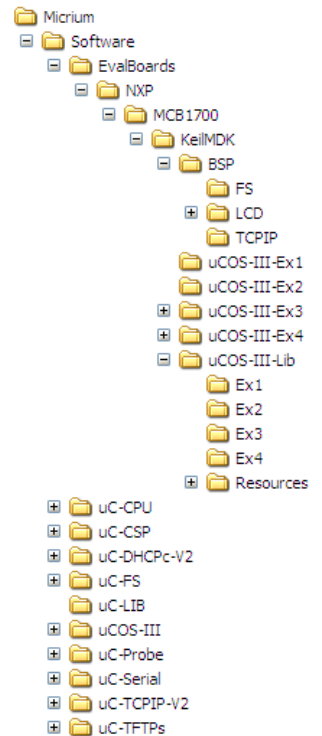 Micrium
Software
EvalBoards
NXP
MCB1700
KeilMDK
BSP
FS
LCD
TCPIP
uCOS-III-Ex1
uCOS-III-Ex2
uCOS-III-Ex3
uCOS-III-Ex4
uCOS-III-Lib
Ex1
Ex2
Ex3
Ex4
Resources
uC-CPU
uC-CSP
uC-DHCPc-V2
uC-FS
uC-LIB
uCOS-III
uC-Probe
uC-Serial
uC-TCPIP-V2
uC-TFTPs